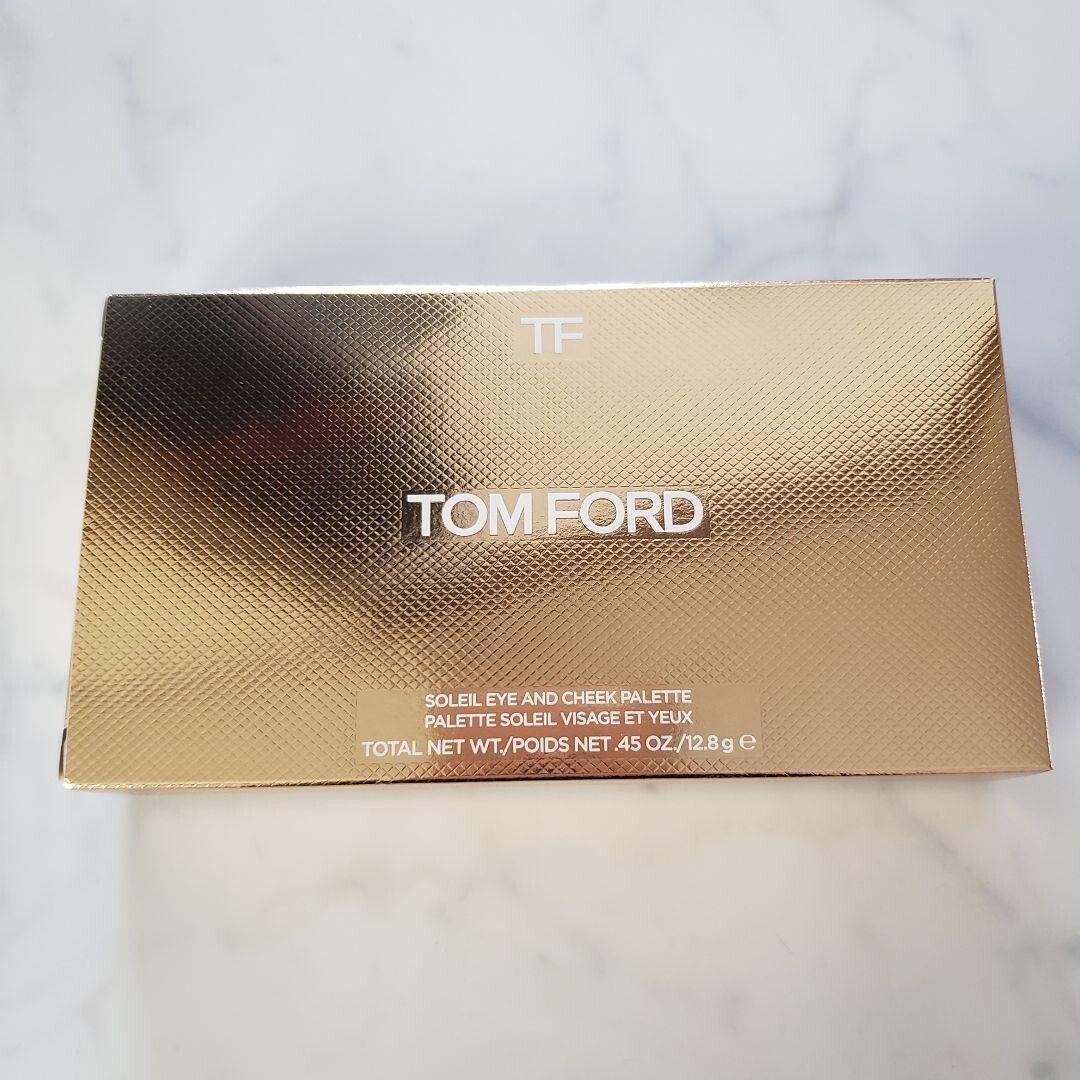 TF
TOM FORD
SOLEIL EYE AND CHEEK PALETTE
PALETTE SOLEIL VISAGE ET YEUX
TOTAL NET WT./POIDS NET .45 OZ./12.8 g ℮